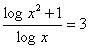 log x² + 1
log x
= 3